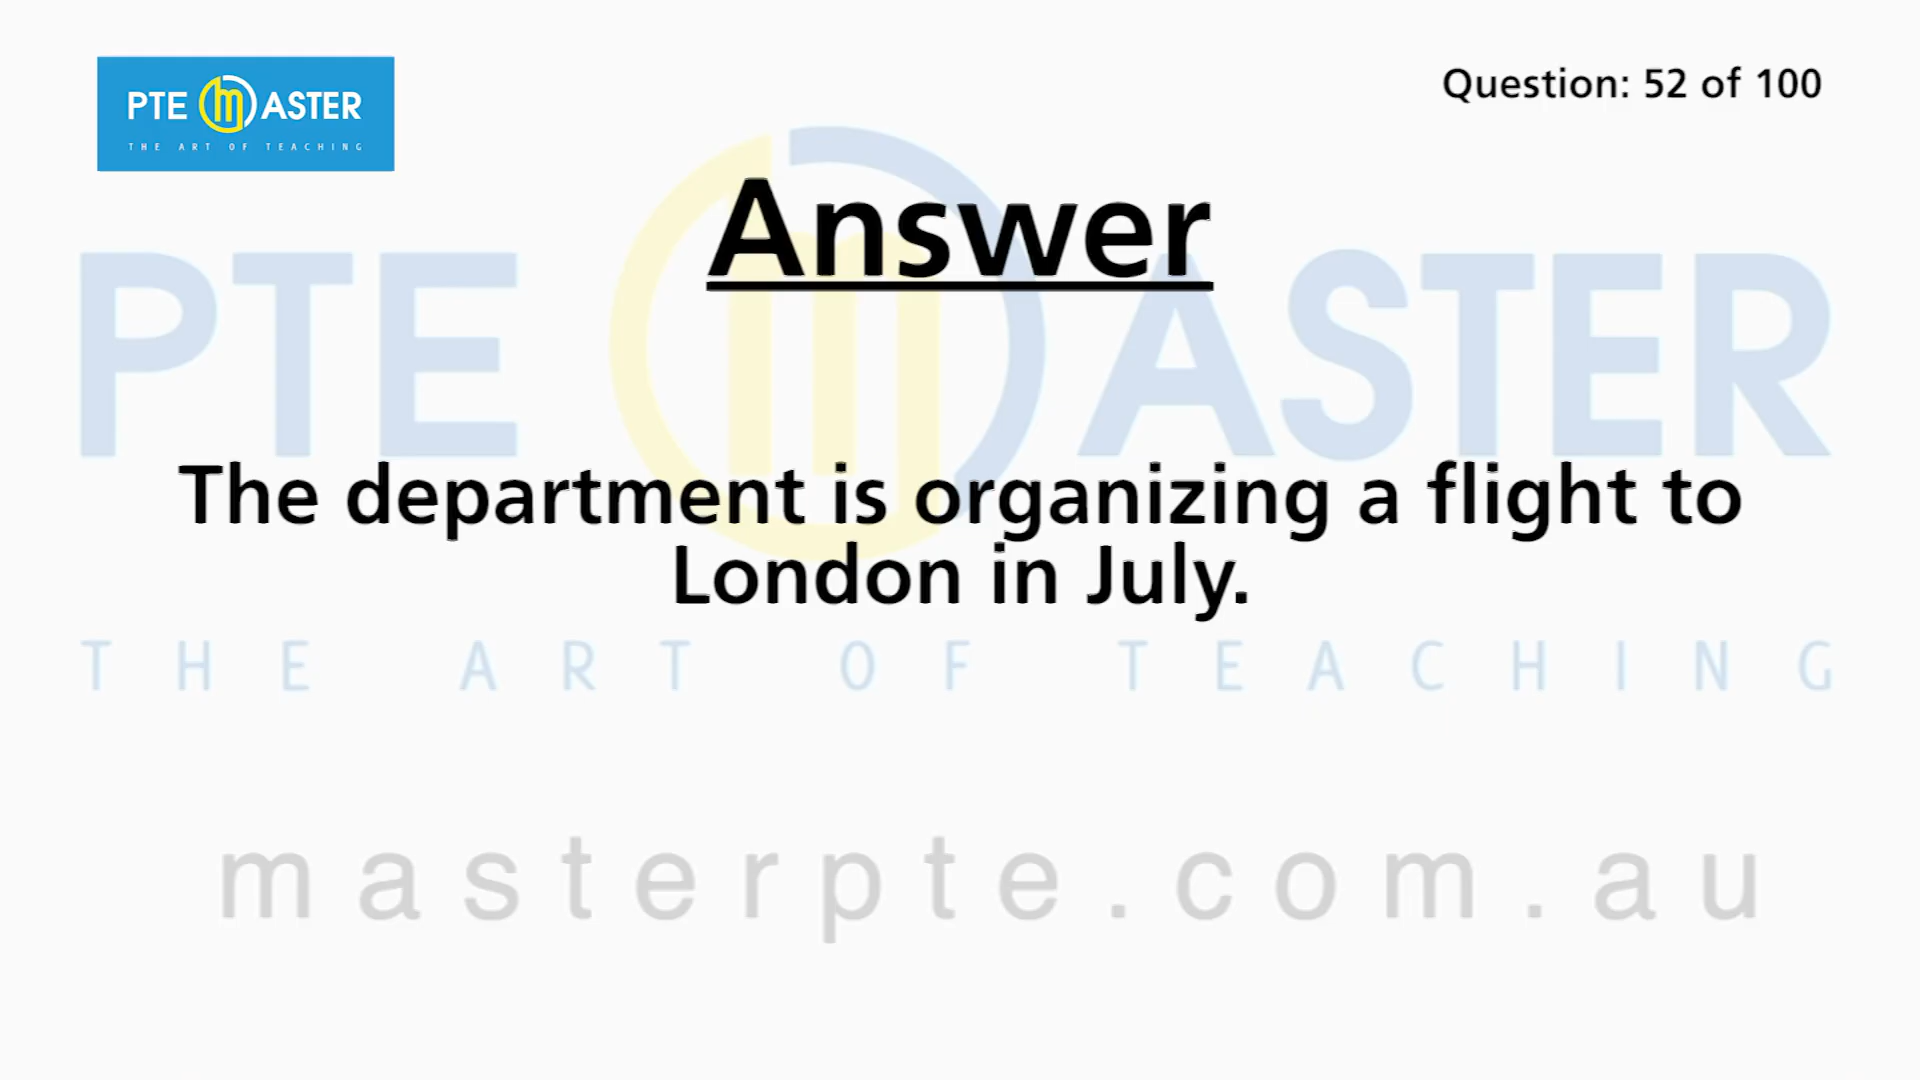 PTE MASTER
THE ART OF TEACHING
Question: 52 of 100
Answer
PTE MASTER
The department is organizing a flight to
London in July.
THE ART OF TEACHING
masterpte.com.au